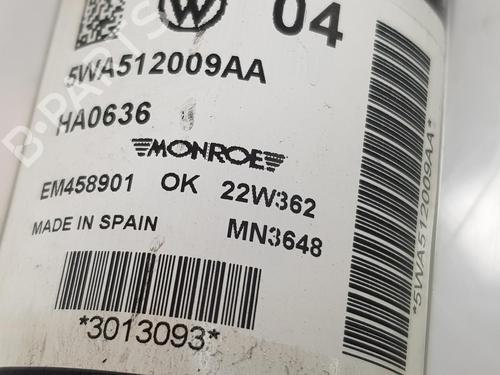 04
5WA512009AA
HA0636
MONROE
EM458901 OK 22W362
MADE IN SPAIN MN3648
*3013093*
*5WA512009AA*
B-PARTS